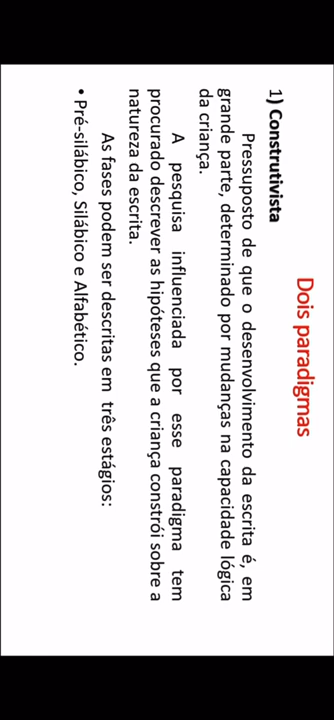 Dois paradigmas
1) Construtivista
Pressuposto de que o desenvolvimento da escrita é, em
grande parte, determinado por mudanças na capacidade lógica
da criança.
A pesquisa influenciada por esse paradigma tem
procurado descrever as hipóteses que a criança constrói sobre a
natureza da escrita.
As fases podem ser descritas em três estágios:
• Pré-silábico, Silábico e Alfabético.